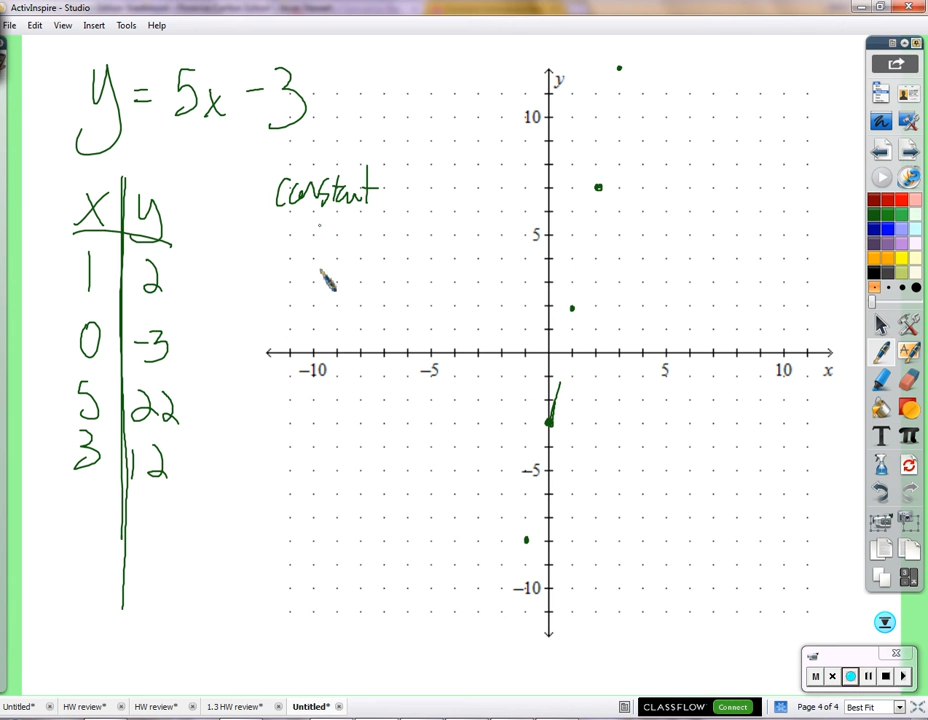 ActivInspire - Studio
File Edit View Insert Tools Help
y = 5x - 3
constant
x y
1 2
0 -3
5 22
3 12
y
10
5
-10 -5 5 10 x
-5
-10
M
Untitled* HW review* HW review* 1.3 HW review* Untitled*
CLASSFLOW Connect
Page 4 of 4 Best Fit